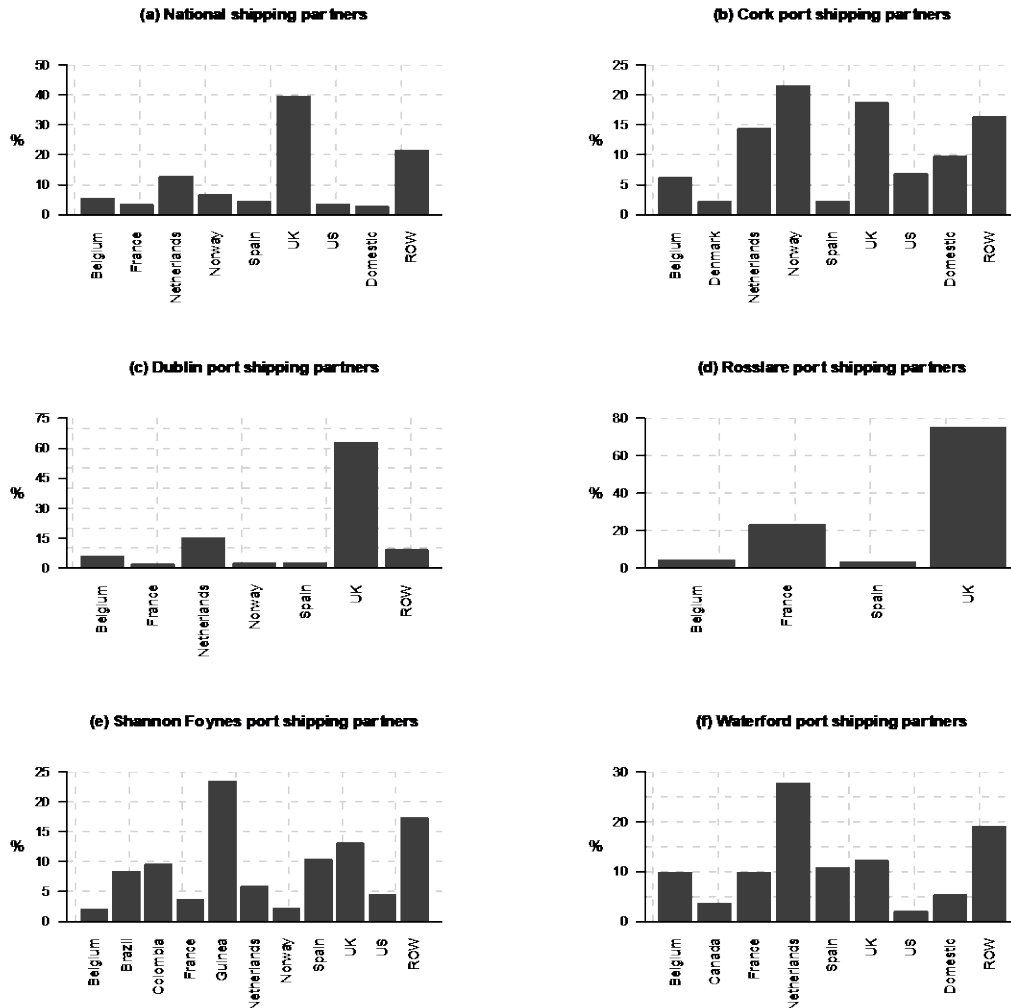 (a) National shipping partners
50
40
30
20
10
0
%
Belgium
France
Netherlands
Norway
Spain
UK
US
Domestic
ROW
(b) Cork port shipping partners
25
20
15
10
5
0
%
Belgium
Denmark
Netherlands
Norway
Spain
UK
US
Domestic
ROW
(c) Dublin port shipping partners
75
60
45
30
15
0
%
Belgium
France
Netherlands
Norway
Spain
UK
ROW
(d) Rosslare port shipping partners
80
60
40
20
0
%
Belgium
France
Spain
UK
(e) Shannon Foynes port shipping partners
25
20
15
10
5
0
%
Belgium
Brazil
Colombia
France
Guinea
Netherlands
Norway
Spain
UK
US
ROW
(f) Waterford port shipping partners
30
20
10
0
%
Belgium
Canada
France
Netherlands
Spain
UK
US
Domestic
ROW